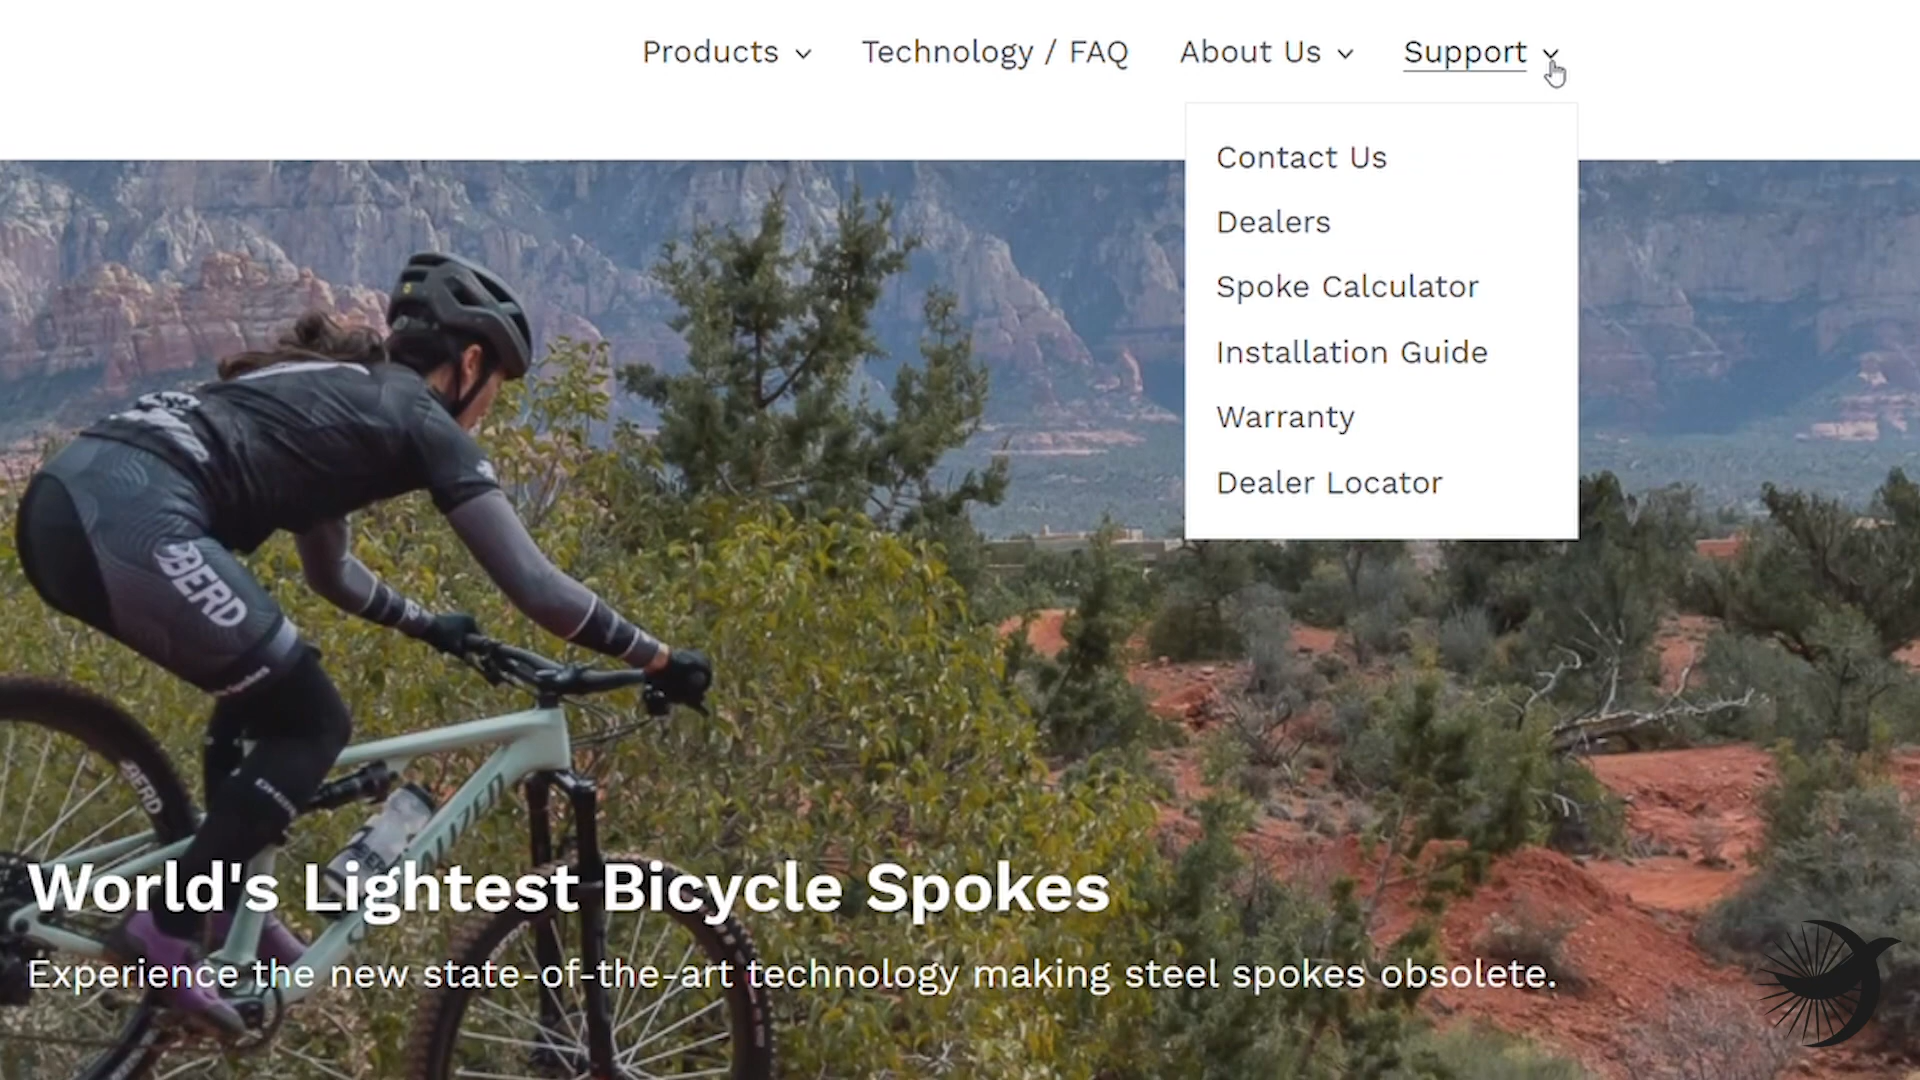 Products
Technology / FAQ
About Us
Support
Contact Us
Dealers
Spoke Calculator
Installation Guide
Warranty
Dealer Locator
BERD
BERD
World's Lightest Bicycle Spokes
Experience the new state-of-the-art technology making steel spokes obsolete.